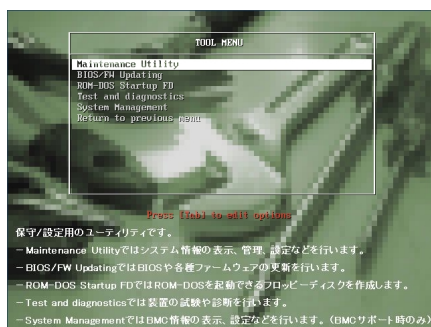 TOOL MENU
Maintenance Utility
BIOS/FW Updating
ROM-DOS Startup FD
Test and diagnostics
System Management
Return to previous menu
Press [Tab] to edit options
保守/設定用のユーティリティです。
－Maintenance Utilityではシステム情報の表示、管理、設定などを行います。
－BIOS/FW UpdatingではBIOSや各種ファームウェアの更新を行います。
－ROM-DOS Startup FDではROM-DOSを起動できるフロッピーディスクを作成します。
－Test and diagnosticsでは装置の試験や診断を行います。
－System ManagementではBMC情報の表示、設定などを行います。(BMCサポート時のみ)